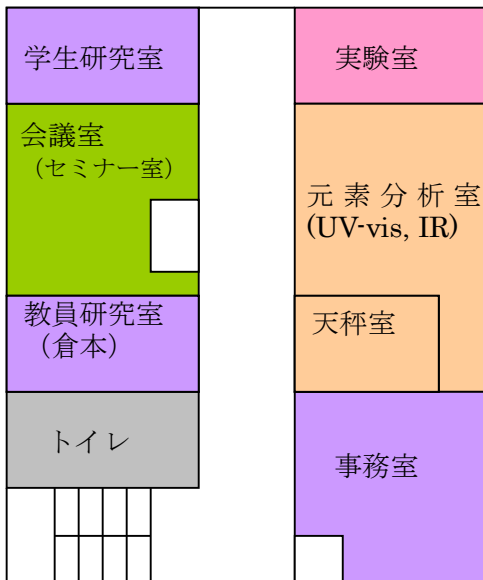 学生研究室
会議室
（セミナー室）
教員研究室
（倉本）
トイレ
実験室
元素分析室
(UV-vis, IR)
天秤室
事務室